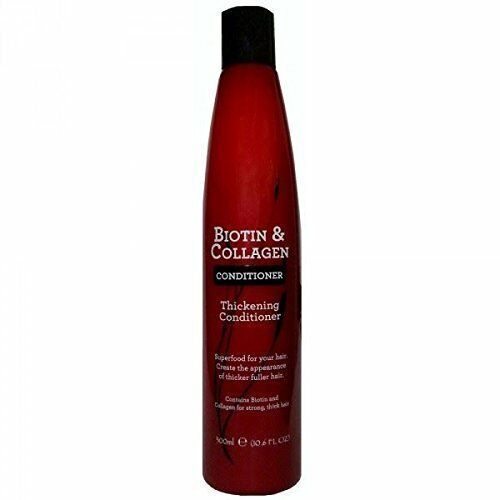 BIOTIN &
COLLAGEN
CONDITIONER
Thickening
Conditioner
Superfood for your hair.
Create the appearance
of thicker fuller hair.
Contains Biotin and
Collagen for strong, thick hair
300ml e (10.6 FL.OZ)